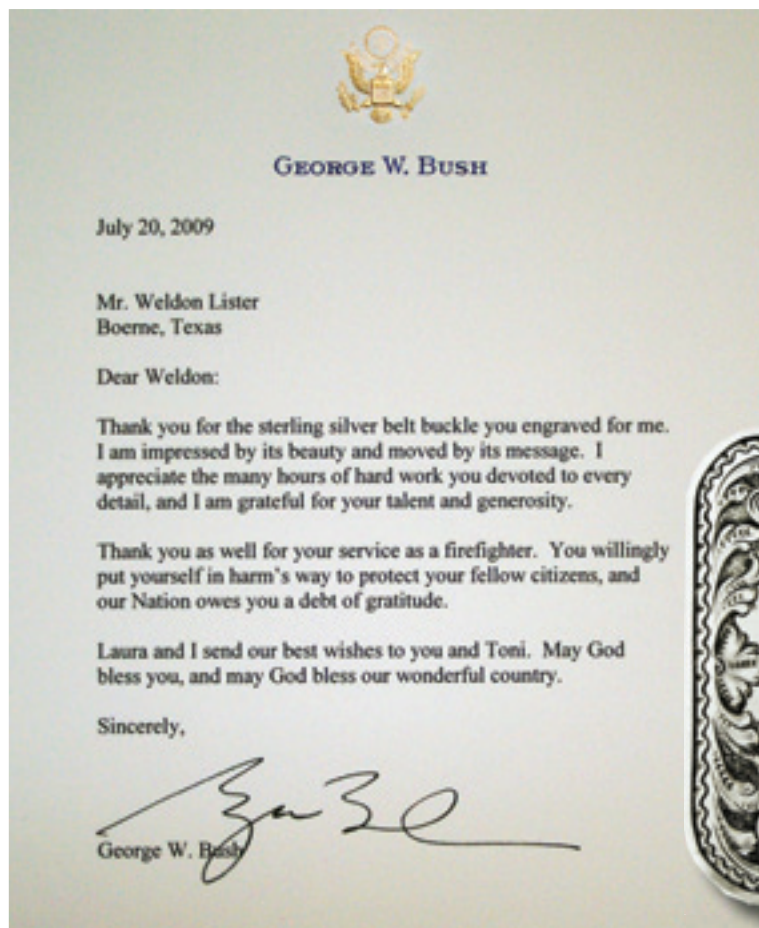 GEORGE W. BUSH
July 20, 2009
Mr. Weldon Lister
Boerne, Texas
Dear Weldon:
Thank you for the sterling silver belt buckle you engraved for me.
I am impressed by its beauty and moved by its message. I
appreciate the many hours of hard work you devoted to every
detail, and I am grateful for your talent and generosity.
Thank you as well for your service as a firefighter. You willingly
put yourself in harm's way to protect your fellow citizens, and
our Nation owes you a debt of gratitude.
Laura and I send our best wishes to you and Toni. May God
bless you, and may God bless our wonderful country.
Sincerely,
George W. Bush